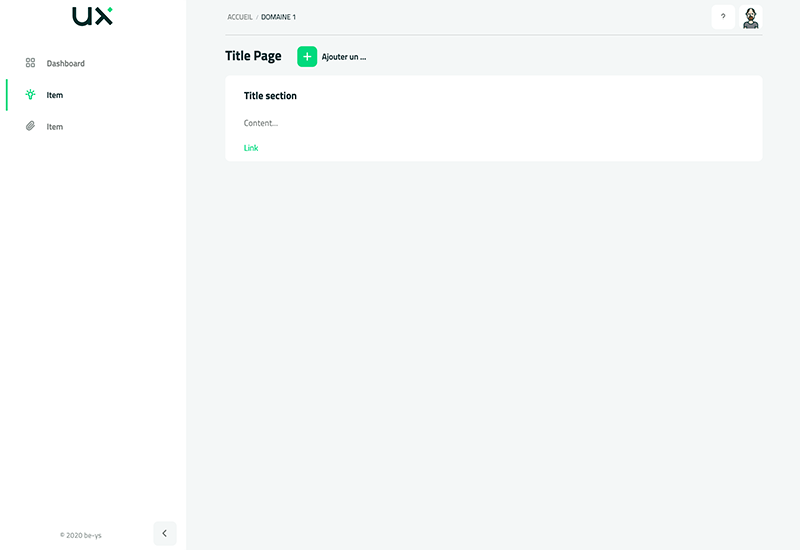 ux
Dashboard
Item
Item
© 2020 be-ys
ACCUEIL / DOMAINE 1
?
Title Page
+ Ajouter un ...
Title section
Content...
Link